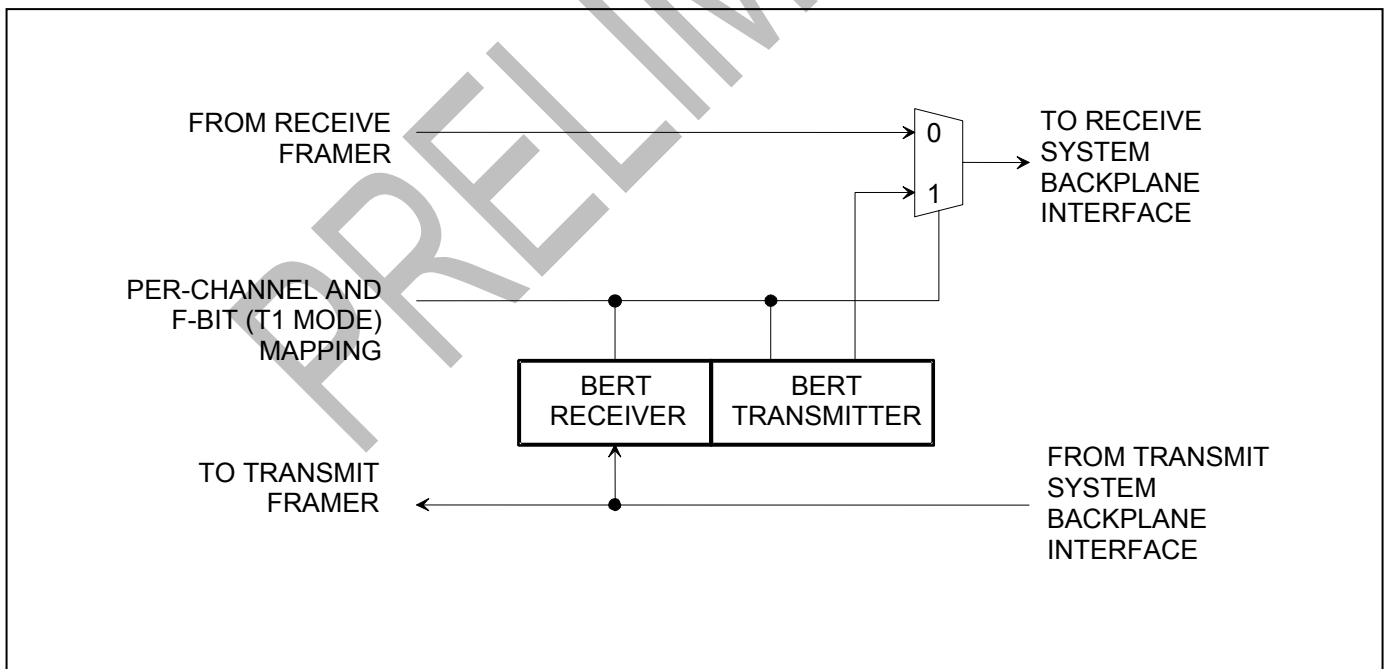 PRELIM
FROM RECEIVE
FRAMER
0
1
TO RECEIVE
SYSTEM
BACKPLANE
INTERFACE
PER-CHANNEL AND
F-BIT (T1 MODE)
MAPPING
BERT
RECEIVER
BERT
TRANSMITTER
TO TRANSMIT
FRAMER
FROM TRANSMIT
SYSTEM
BACKPLANE
INTERFACE